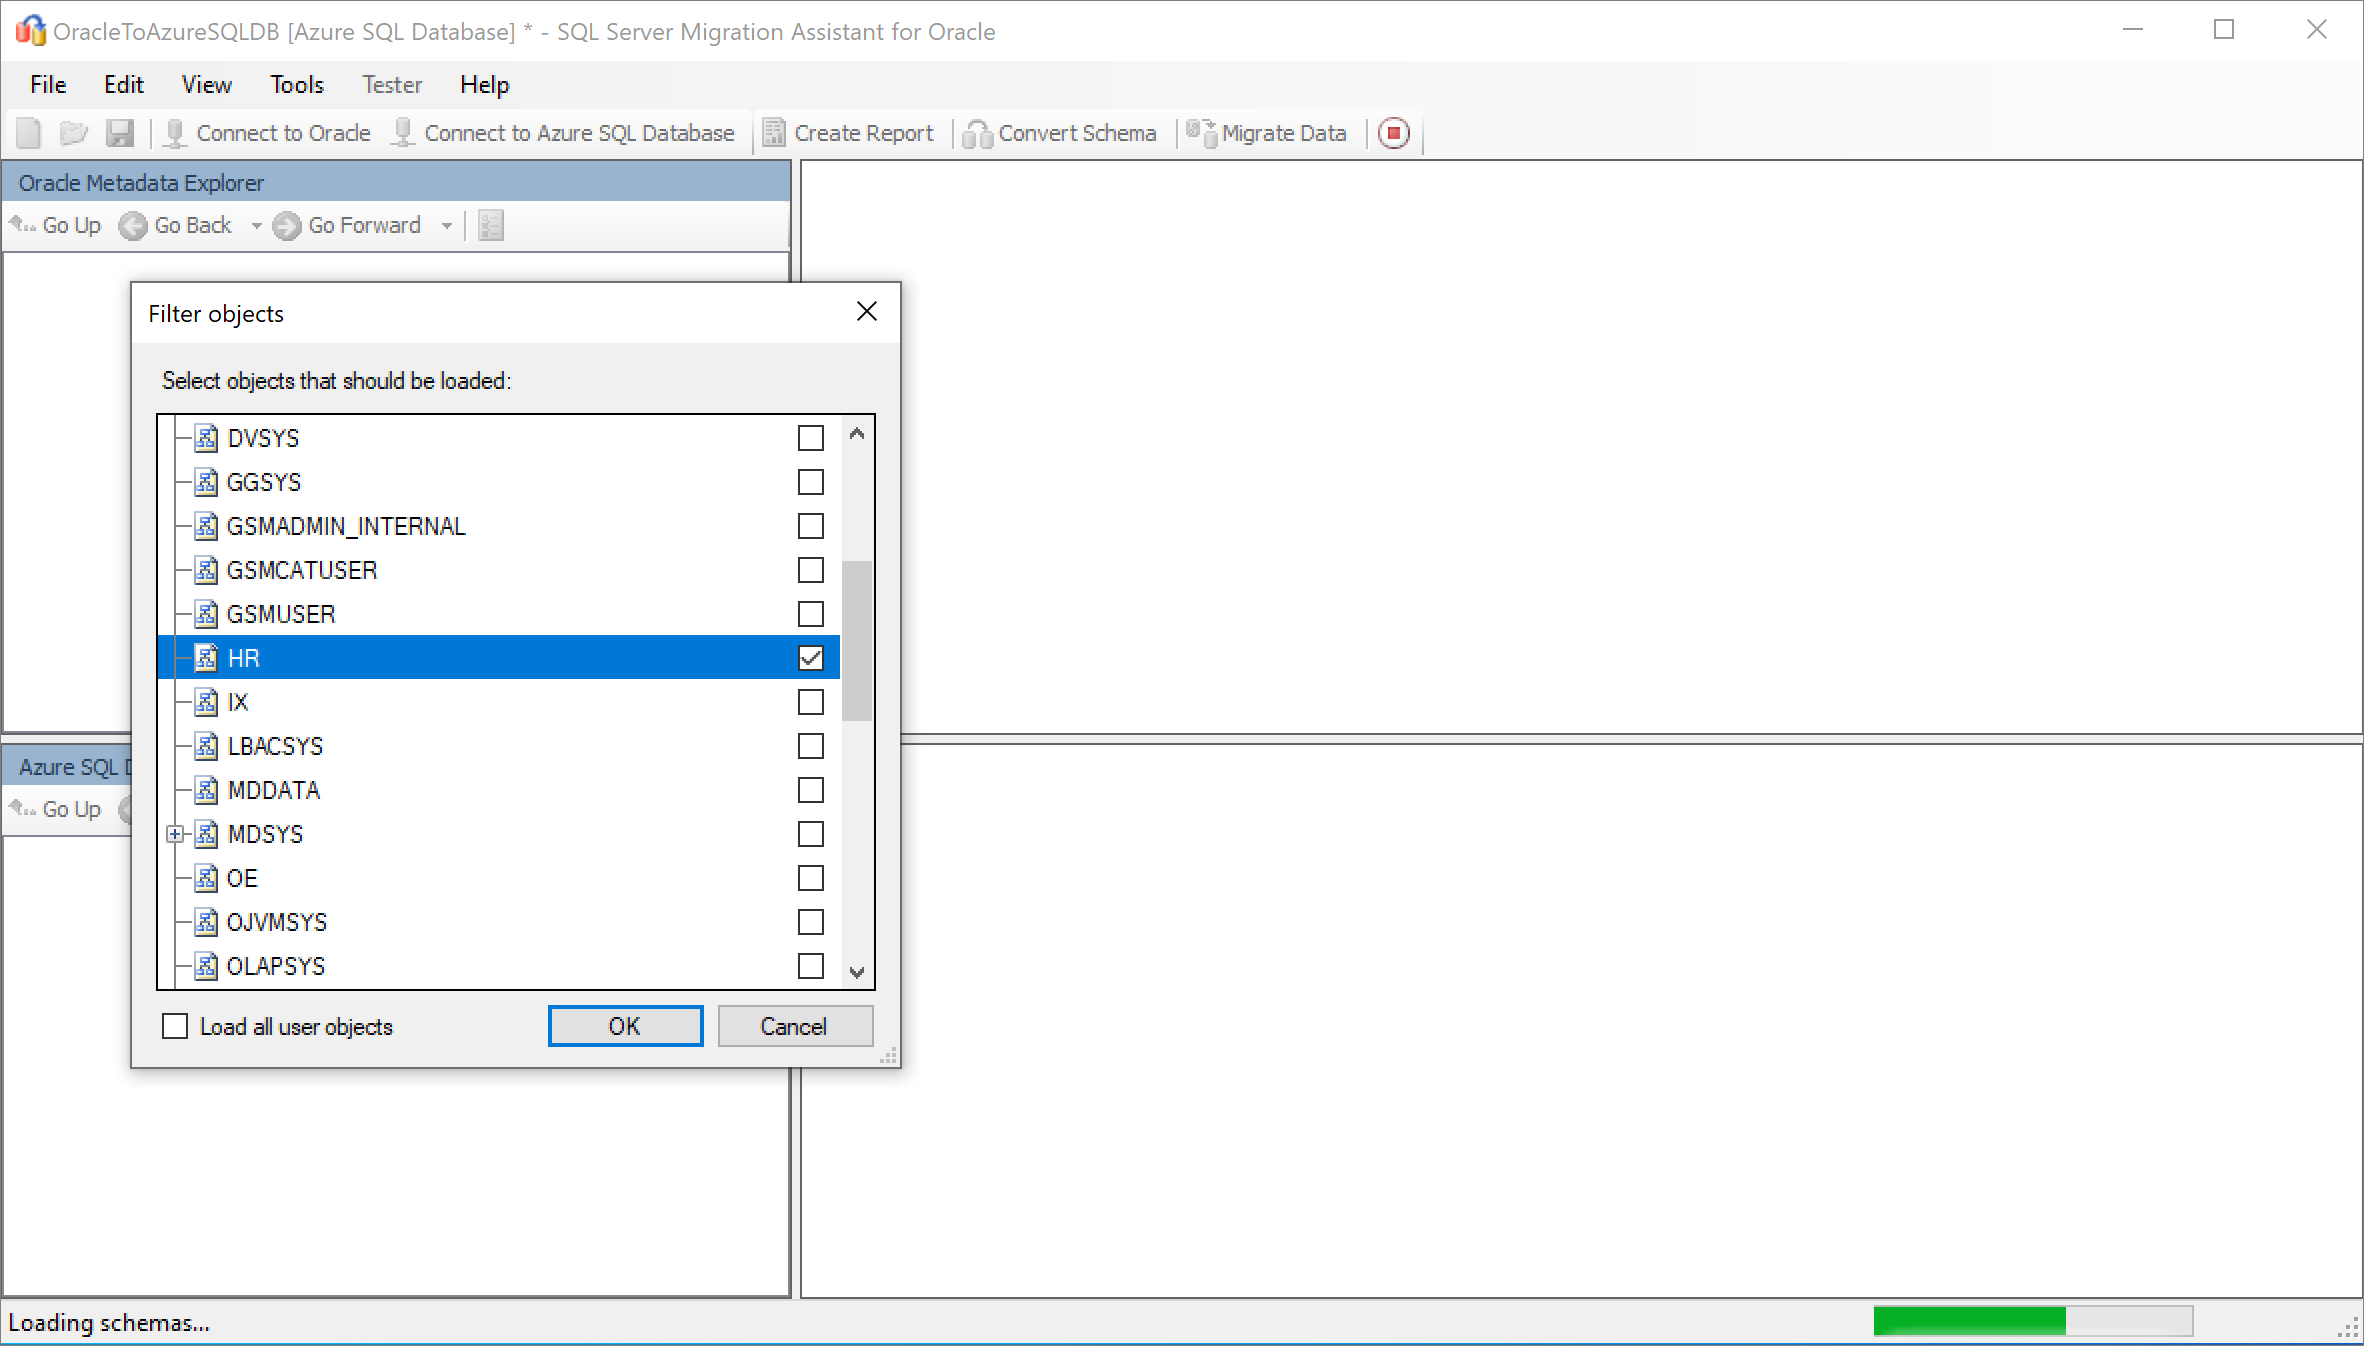 OracleToAzureSQLDB [Azure SQL Database] * - SQL Server Migration Assistant for Oracle
File Edit View Tools Tester Help
Connect to Oracle Connect to Azure SQL Database Create Report Convert Schema Migrate Data
Oracle Metadata Explorer
Go Up Go Back Go Forward
Filter objects
Select objects that should be loaded:
DVSYS
GGSYS
GSMADMIN_INTERNAL
GSMCATUSER
GSMUSER
HR
IX
LBACSYS
MDDATA
MDSYS
OE
OJVMSYS
OLAPSYS
Load all user objects OK Cancel
Azure SQL
Go Up
Loading schemas...